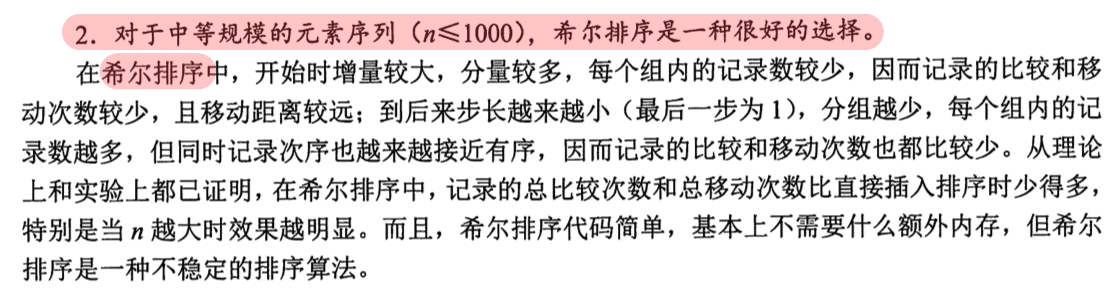 2．对于中等规模的元素序列（n≤1000），希尔排序是一种很好的选择。
在希尔排序中，开始时增量较大，分量较多，每个组内的记录数较少，因而记录的比较和移
动次数较少，且移动距离较远；到后来步长越来越小（最后一步为 1），分组越少，每个组内的记
录数越多，但同时记录次序也越来越接近有序，因而记录的比较和移动次数也都比较少。从理论
上和实验上都已证明，在希尔排序中，记录的总比较次数和总移动次数比直接插入排序时少得多，
特别是当 n 越大时效果越明显。而且，希尔排序代码简单，基本上不需要什么额外内存，但希尔
排序是一种不稳定的排序算法。